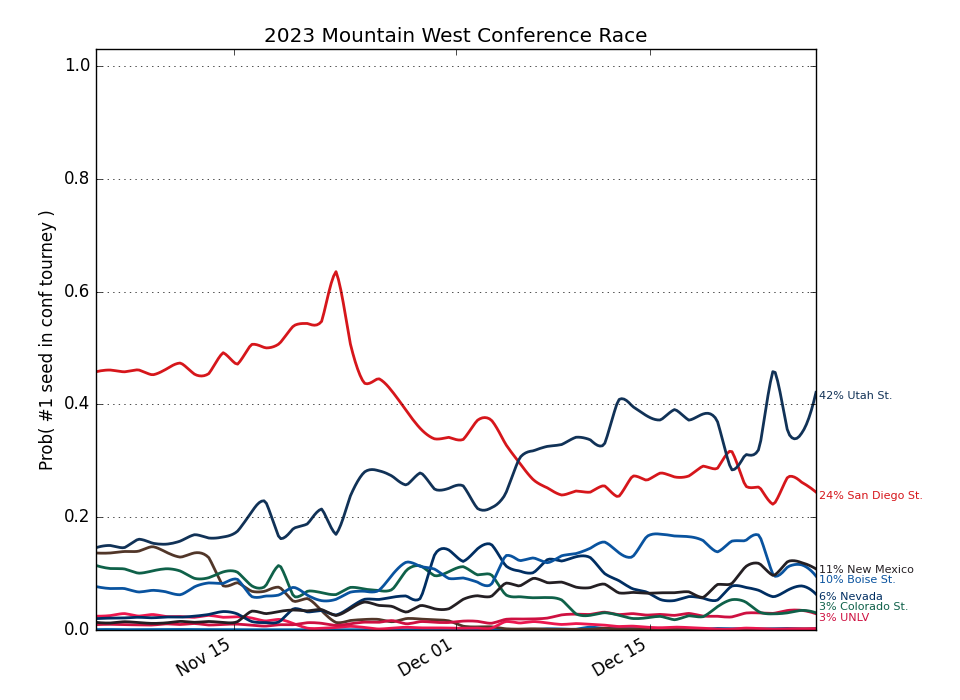 2023 Mountain West Conference Race
Prob( #1 seed in conf tourney )
1.0
0.8
0.6
0.4
0.2
0.0
Nov 15
Dec 01
Dec 15
42% Utah St.
24% San Diego St.
11% New Mexico
10% Boise St.
6% Nevada
3% Colorado St.
3% UNLV